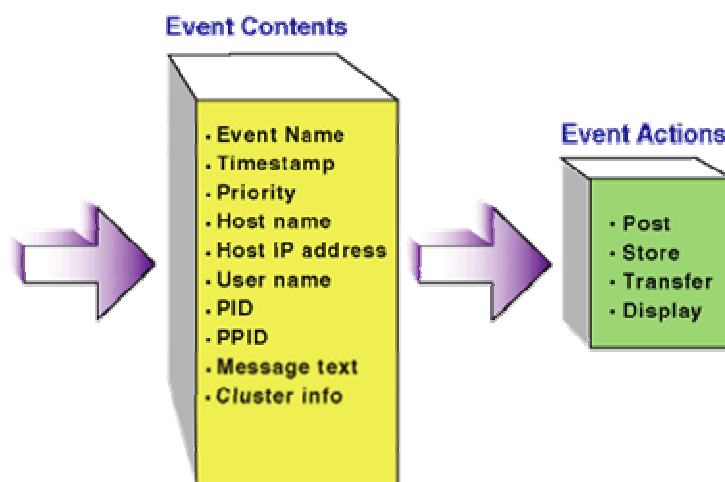 Event Contents
• Event Name
• Timestamp
• Priority
• Host name
• Host IP address
• User name
• PID
• PPID
• Message text
• Cluster info
Event Actions
• Post
• Store
• Transfer
• Display